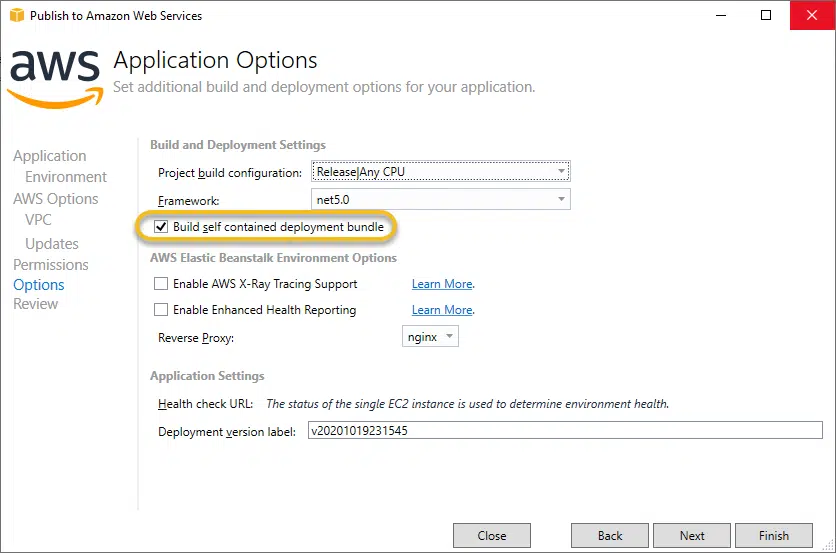 Publish to Amazon Web Services
aws
Application Options
Set additional build and deployment options for your application.
Application
Environment
AWS Options
VPC
Updates
Permissions
Options
Review
Build and Deployment Settings
Project build configuration: Release|Any CPU
Framework: net5.0
Build self contained deployment bundle
AWS Elastic Beanstalk Environment Options
Enable AWS X-Ray Tracing Support Learn More.
Enable Enhanced Health Reporting Learn More.
Reverse Proxy: nginx
Application Settings
Health check URL: The status of the single EC2 instance is used to determine environment health.
Deployment version label: v20201019231545
Close Back Next Finish